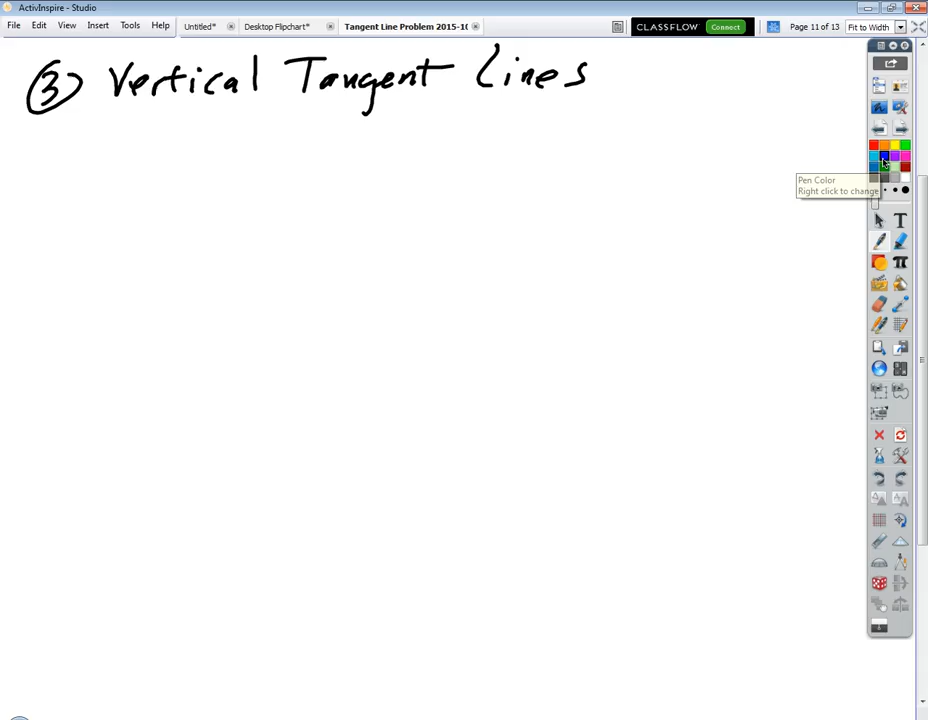 ActivInspire - Studio
File Edit View Insert Tools Help Untitled* Desktop Flipchart* Tangent Line Problem 2015-10 CLASSFLOW Connect Page 11 of 13 Fit to Width
③ Vertical Tangent Lines
Pen Color
Right click to change
T
π